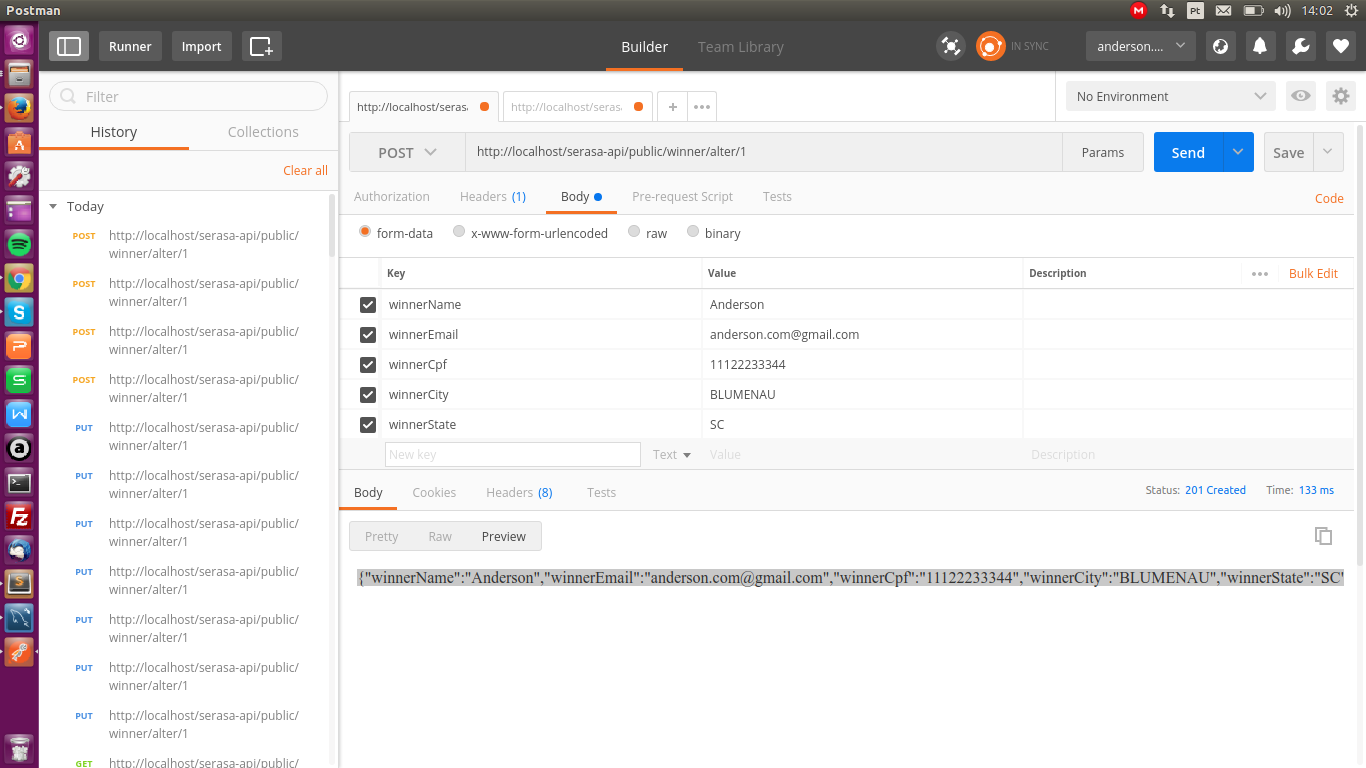 Postman
Pt
14:02
Runner
Import
Builder
Team Library
IN SYNC
anderson....
Filter
History
Collections
Clear all
Today
POST http://localhost/serasa-api/public/
winner/alter/1
POST http://localhost/serasa-api/public/
winner/alter/1
POST http://localhost/serasa-api/public/
winner/alter/1
POST http://localhost/serasa-api/public/
winner/alter/1
PUT http://localhost/serasa-api/public/
winner/alter/1
PUT http://localhost/serasa-api/public/
winner/alter/1
PUT http://localhost/serasa-api/public/
winner/alter/1
PUT http://localhost/serasa-api/public/
winner/alter/1
PUT http://localhost/serasa-api/public/
winner/alter/1
PUT http://localhost/serasa-api/public/
winner/alter/1
PUT http://localhost/serasa-api/public/
winner/alter/1
GET http://localhost/serasa-api/public/
http://localhost/seras
http://localhost/seras
+
•••
No Environment
POST
http://localhost/serasa-api/public/winner/alter/1
Params
Send
Save
Authorization
Headers (1)
Body
Pre-request Script
Tests
Code
form-data
x-www-form-urlencoded
raw
binary
Key Value Description ••• Bulk Edit
winnerName Anderson
winnerEmail anderson.com@gmail.com
winnerCpf 11122233344
winnerCity BLUMENAU
winnerState SC
New key Text Value Description
Body
Cookies
Headers (8)
Tests
Status: 201 Created Time: 133 ms
Pretty
Raw
Preview
{"winnerName":"Anderson","winnerEmail":"anderson.com@gmail.com","winnerCpf":"11122233344","winnerCity":"BLUMENAU","winnerState":"SC"